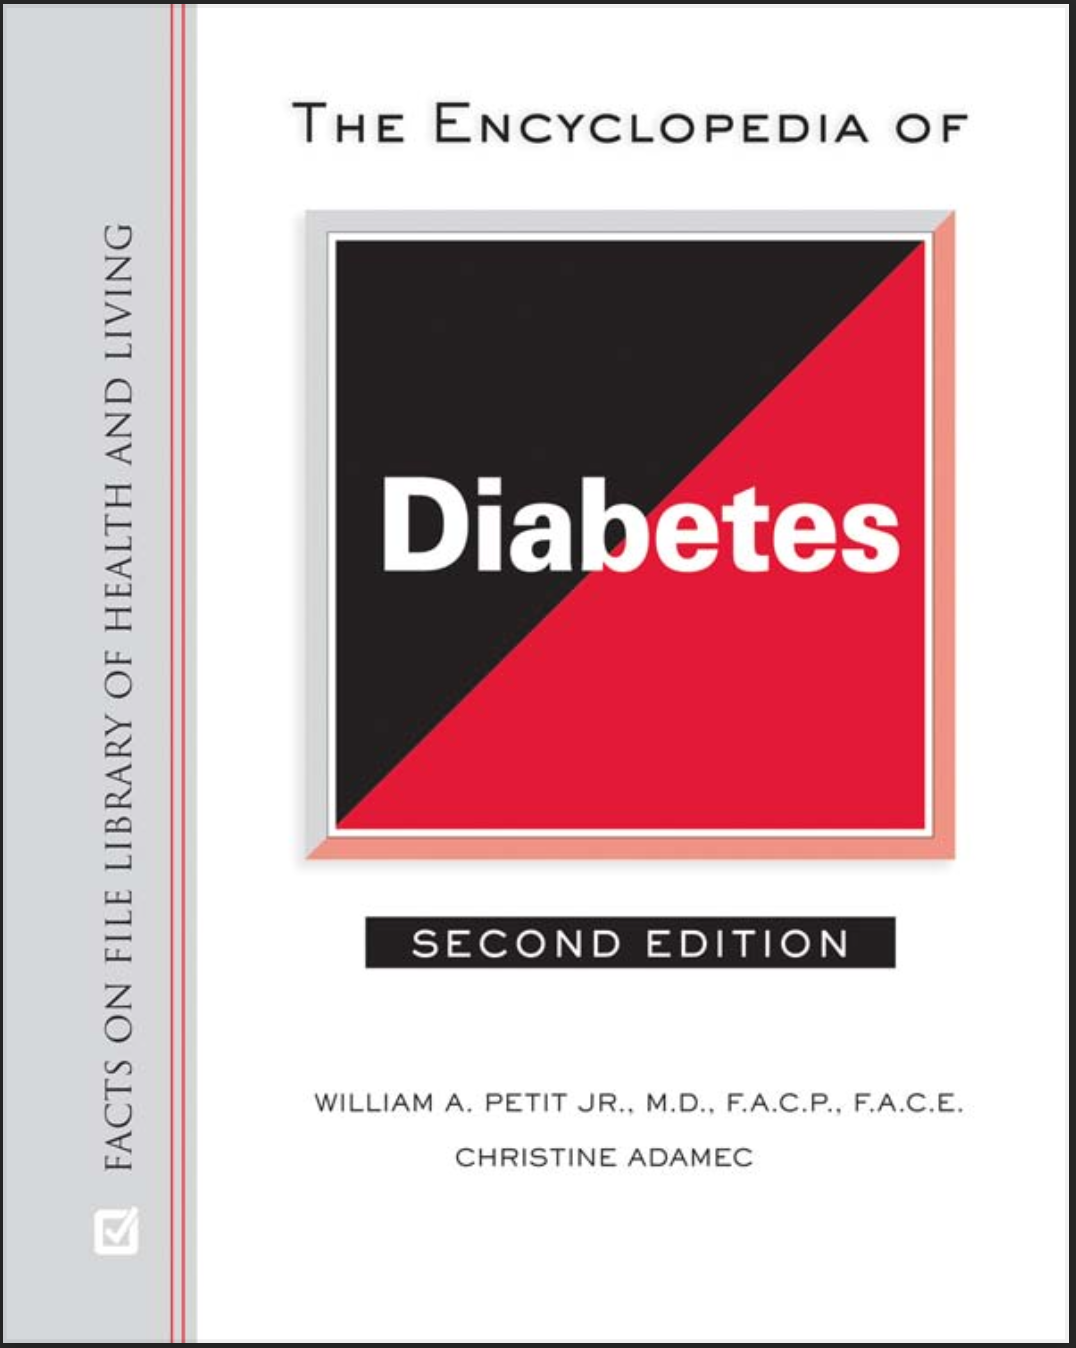 FACTS ON FILE LIBRARY OF HEALTH AND LIVING
THE ENCYCLOPEDIA OF
Diabetes
SECOND EDITION
WILLIAM A. PETIT JR., M.D., F.A.C.P., F.A.C.E.
CHRISTINE ADAMEC